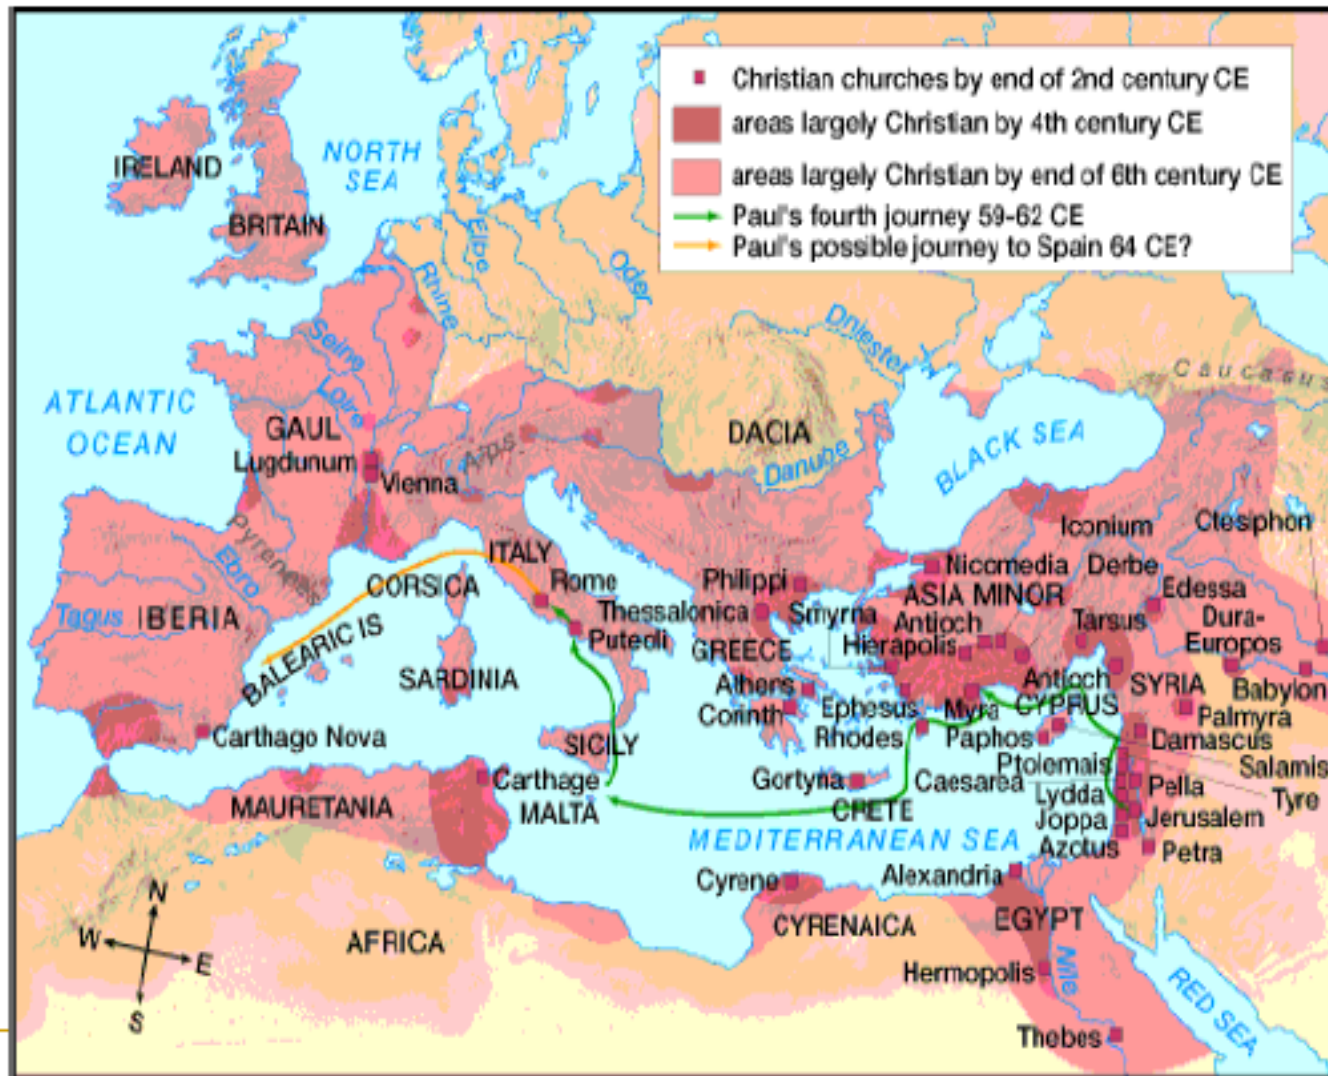 Christian churches by end of 2nd century CE
areas largely Christian by 4th century CE
areas largely Christian by end of 6th century CE
Paul's fourth journey 59-62 CE
Paul's possible journey to Spain 64 CE?
IRELAND
NORTH
SEA
BRITAIN
Elbe
Oder
Rhine
Dniester
Seine
Loire
Caucasus
ATLANTIC
OCEAN
GAUL
DACIA
BLACK SEA
Lugdunum
Alps
Danube
Vienna
Pyrenees
Iconium
Ctesiphon
Ebro
ITALY
Nicomedia
Derbe
CORSICA
Rome
Philippi
ASIA MINOR
Edessa
Tagus
IBERIA
Thessalonica
Smyrna
Antioch
Tarsus
Dura-
Europos
BALEARIC IS
Puteoli
GREECE
Hierapolis
SARDINIA
Athens
Antioch
SYRIA
Babylon
Corinth
Ephesus
Myra
CYPRUS
Palmyra
Carthago Nova
SICILY
Rhodes
Paphos
Damascus
Salamis
Carthage
Gortyna
Caesarea
Ptolemais
Pella
Tyre
MAURETANIA
MALTA
CRETE
Lydda
Jerusalem
Joppa
MEDITERRANEAN SEA
Azotus
Petra
Cyrene
Alexandria
N
W
E
S
AFRICA
CYRENAICA
EGYPT
Hermopolis
Nile
RED SEA
Thebes